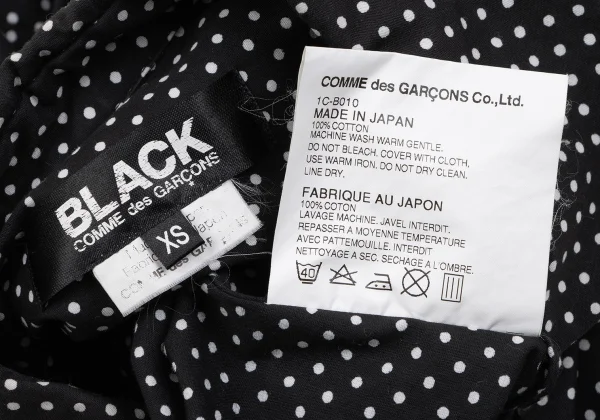 BLACK
COMME des GARÇONS
XS
COMME des GARÇONS Co., Ltd.
1C-B010
MADE IN JAPAN
100% COTTON
MACHINE WASH WARM GENTLE.
DO NOT BLEACH. COVER WITH CLOTH.
USE WARM IRON. DO NOT DRY CLEAN.
LINE DRY.
FABRIQUE AU JAPON
100% COTON
LAVAGE MACHINE. JAVEL INTERDIT.
REPASSER A MOYENNE TEMPERATURE
AVEC PATTEMOUILLE. INTERDIT
NETTOYAGE A SEC. SECHAGE A L'OMBRE.
40